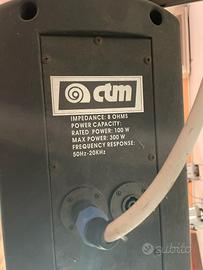 ctm
IMPEDANCE: 8 OHMS
POWER CAPACITY:
RATED POWER: 100 W
MAX POWER: 300 W
FREQUENCY RESPONSE:
50Hz-20KHz
subito